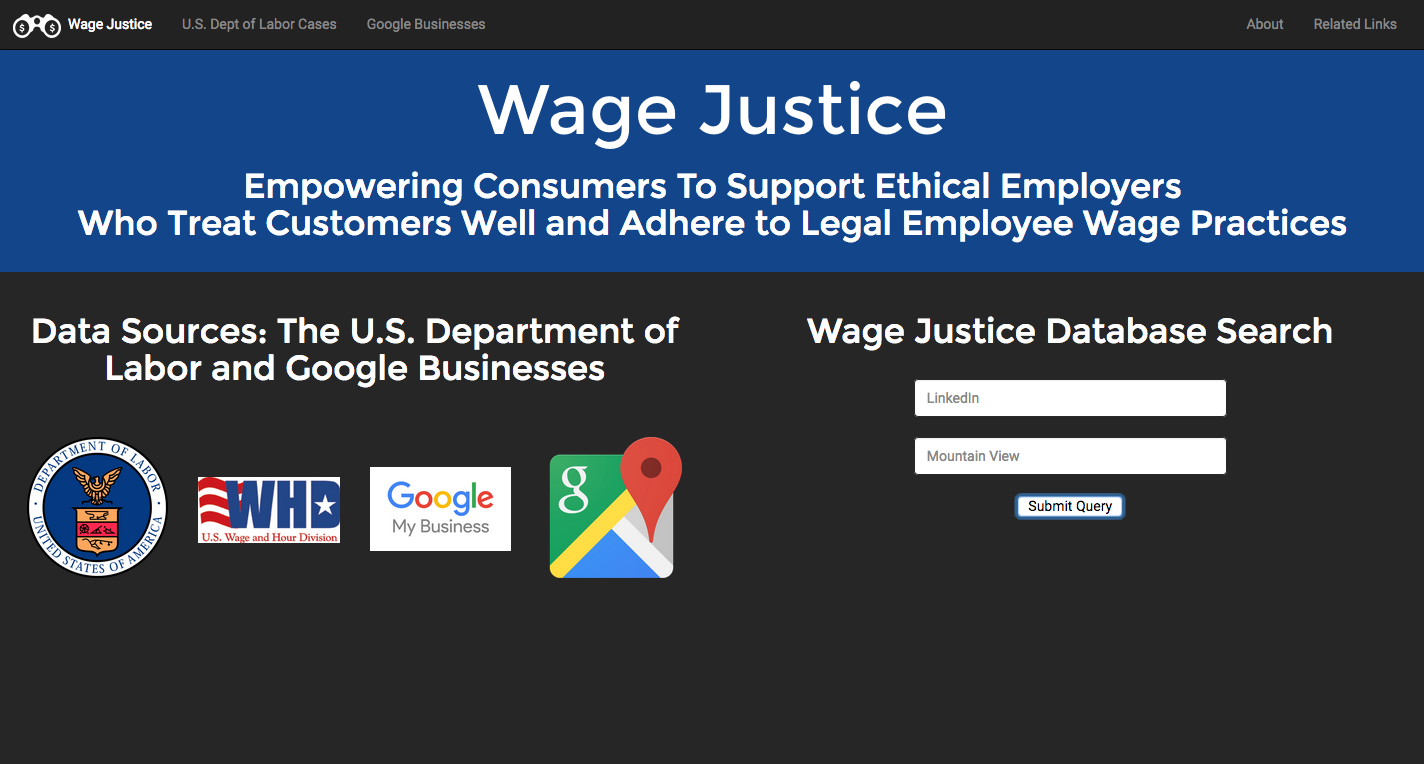 Wage Justice
U.S. Dept of Labor Cases
Google Businesses
About
Related Links
Wage Justice
Empowering Consumers To Support Ethical Employers
Who Treat Customers Well and Adhere to Legal Employee Wage Practices
Data Sources: The U.S. Department of
Labor and Google Businesses
DEPARTMENT OF LABOR
UNITED STATES OF AMERICA
WHD
U.S. Wage and Hour Division
Google
My Business
g
Wage Justice Database Search
LinkedIn
Mountain View
Submit Query